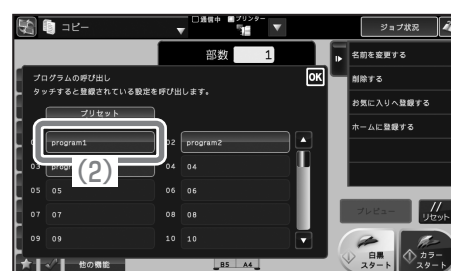 コピー
通信中 プリンター
ジョブ状況
部数 1
プログラムの呼び出し
OK
タッチすると登録されている設定を呼び出します。
プリセット
program1
02 program2
(2)
03
04 04
05 05
06 06
07 07
08 08
09 09
10 10
他の機能
B5 A4
名前を変更する
削除する
お気に入りへ登録する
ホームに登録する
プレビュー
リセット
白黒
スタート
カラー
スタート